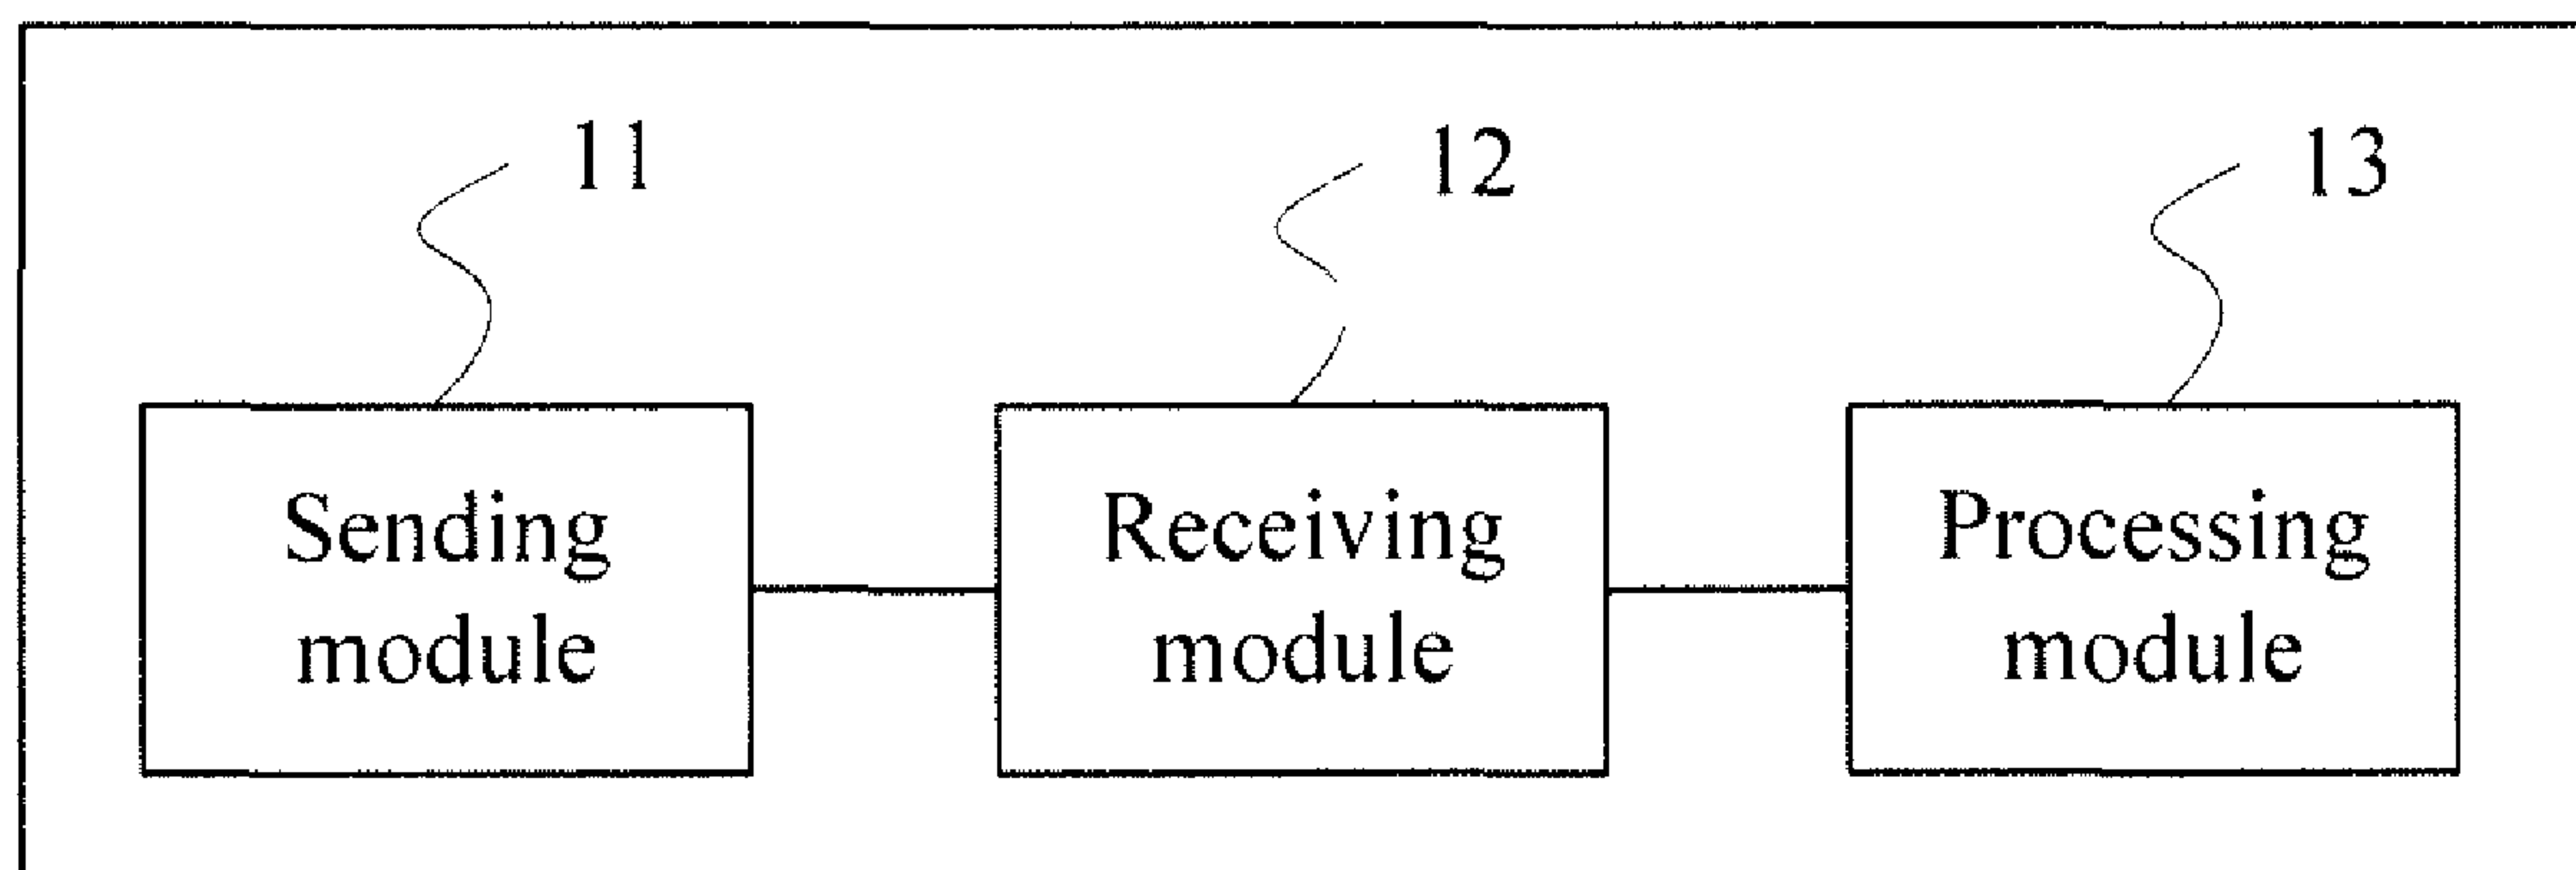 11
12
13
Sending
module
Receiving
module
Processing
module